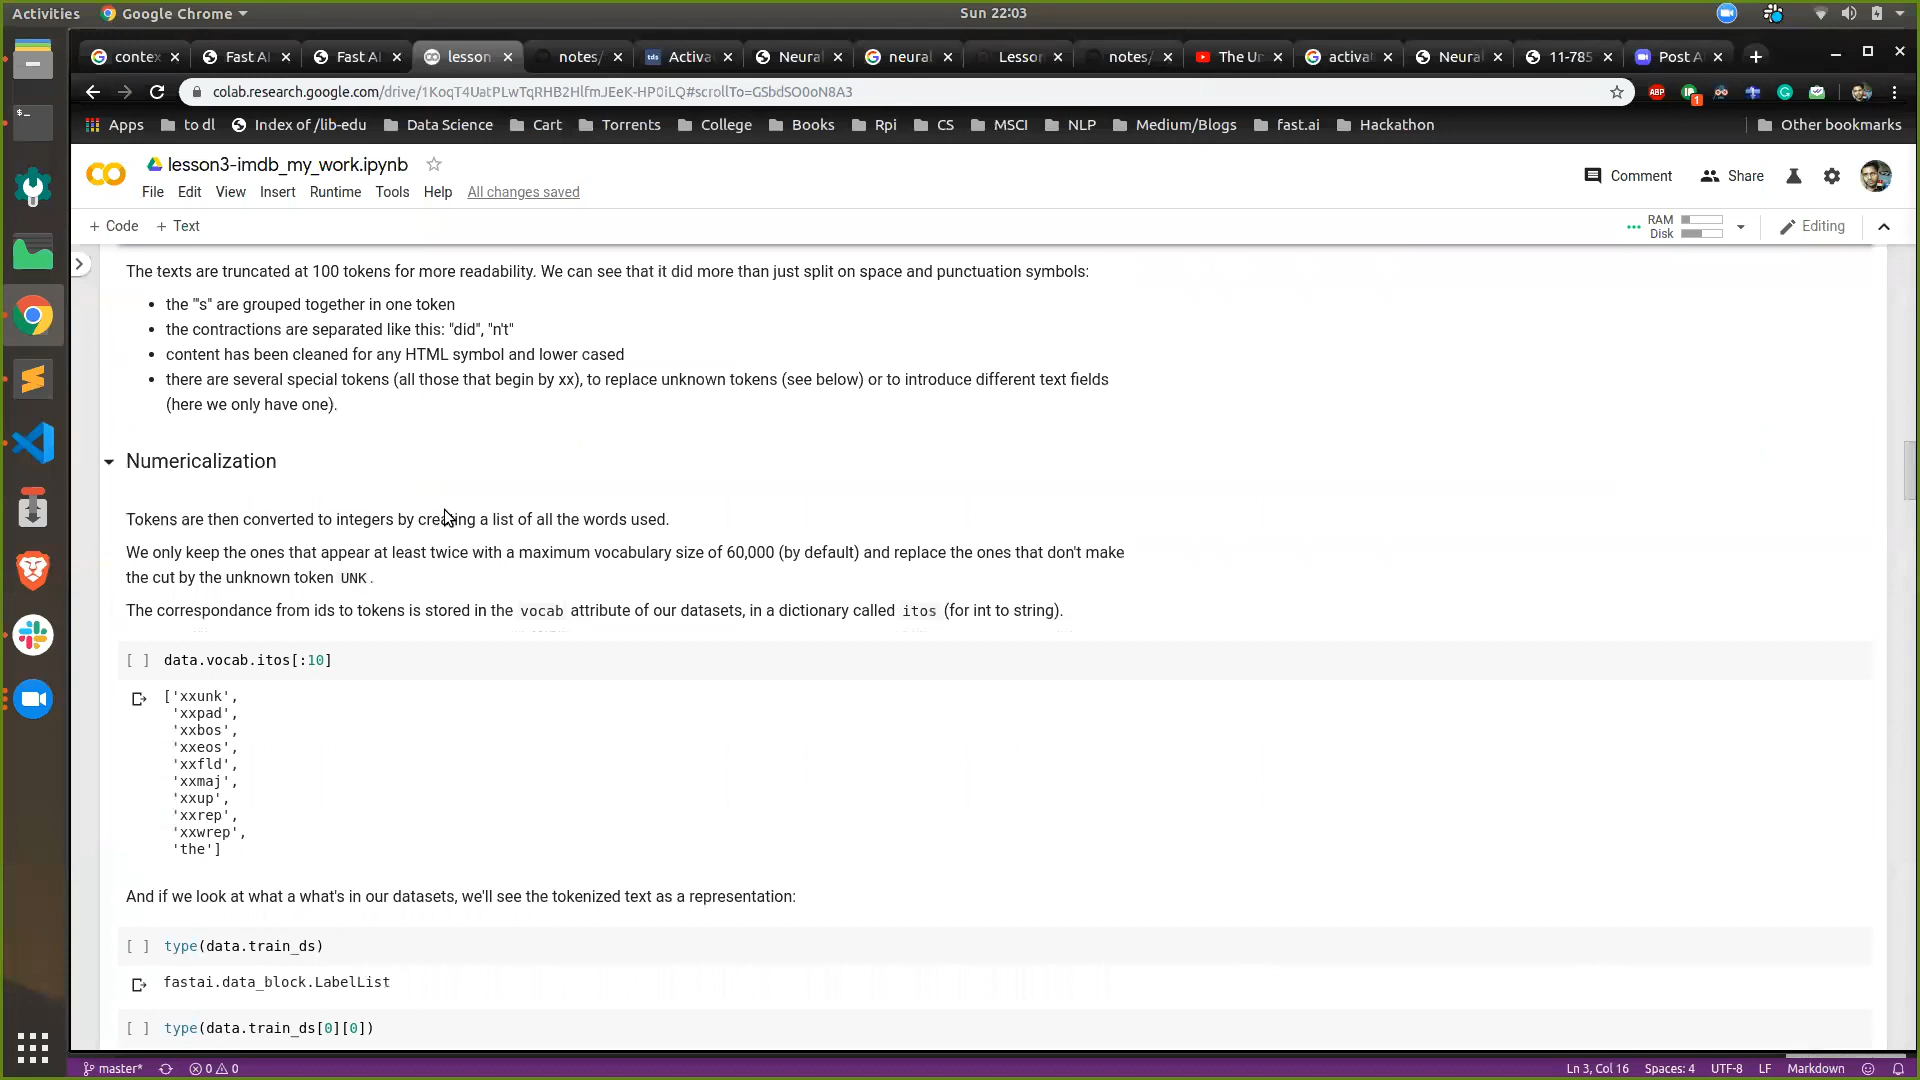 Activities Google Chrome Sun 22:03
contex Fast AI Fast AI lesson notes/ Activa Neural neural Lesson notes/ The Un activat Neural 11-785 Post A
colab.research.google.com/drive/1KoqT4UatPLwTqRHB2HlfmJEeK-HP0iLQ#scrollTo=GSbdSO0oN8A3
Apps to dl Index of /lib-edu Data Science Cart Torrents College Books Rpi CS MSCI NLP Medium/Blogs fast.ai Hackathon Other bookmarks
lesson3-imdb_my_work.ipynb
Comment Share
File Edit View Insert Runtime Tools Help All changes saved
+ Code + Text RAM Disk Editing
The texts are truncated at 100 tokens for more readability. We can see that it did more than just split on space and punctuation symbols:
• the "'s" are grouped together in one token
• the contractions are separated like this: "did", "n't"
• content has been cleaned for any HTML symbol and lower cased
• there are several special tokens (all those that begin by xx), to replace unknown tokens (see below) or to introduce different text fields
(here we only have one).
Numericalization
Tokens are then converted to integers by creating a list of all the words used.
We only keep the ones that appear at least twice with a maximum vocabulary size of 60,000 (by default) and replace the ones that don't make
the cut by the unknown token UNK.
The correspondance from ids to tokens is stored in the vocab attribute of our datasets, in a dictionary called itos (for int to string).
[ ] data.vocab.itos[:10]
['xxunk',
'xxpad',
'xxbos',
'xxeos',
'xxfld',
'xxmaj',
'xxup',
'xxrep',
'xxwrep',
'the']
And if we look at what a what's in our datasets, we'll see the tokenized text as a representation:
[ ] type(data.train_ds)
fastai.data_block.LabelList
[ ] type(data.train_ds[0][0])
master* 0 0 Ln 3, Col 16 Spaces: 4 UTF-8 LF Markdown